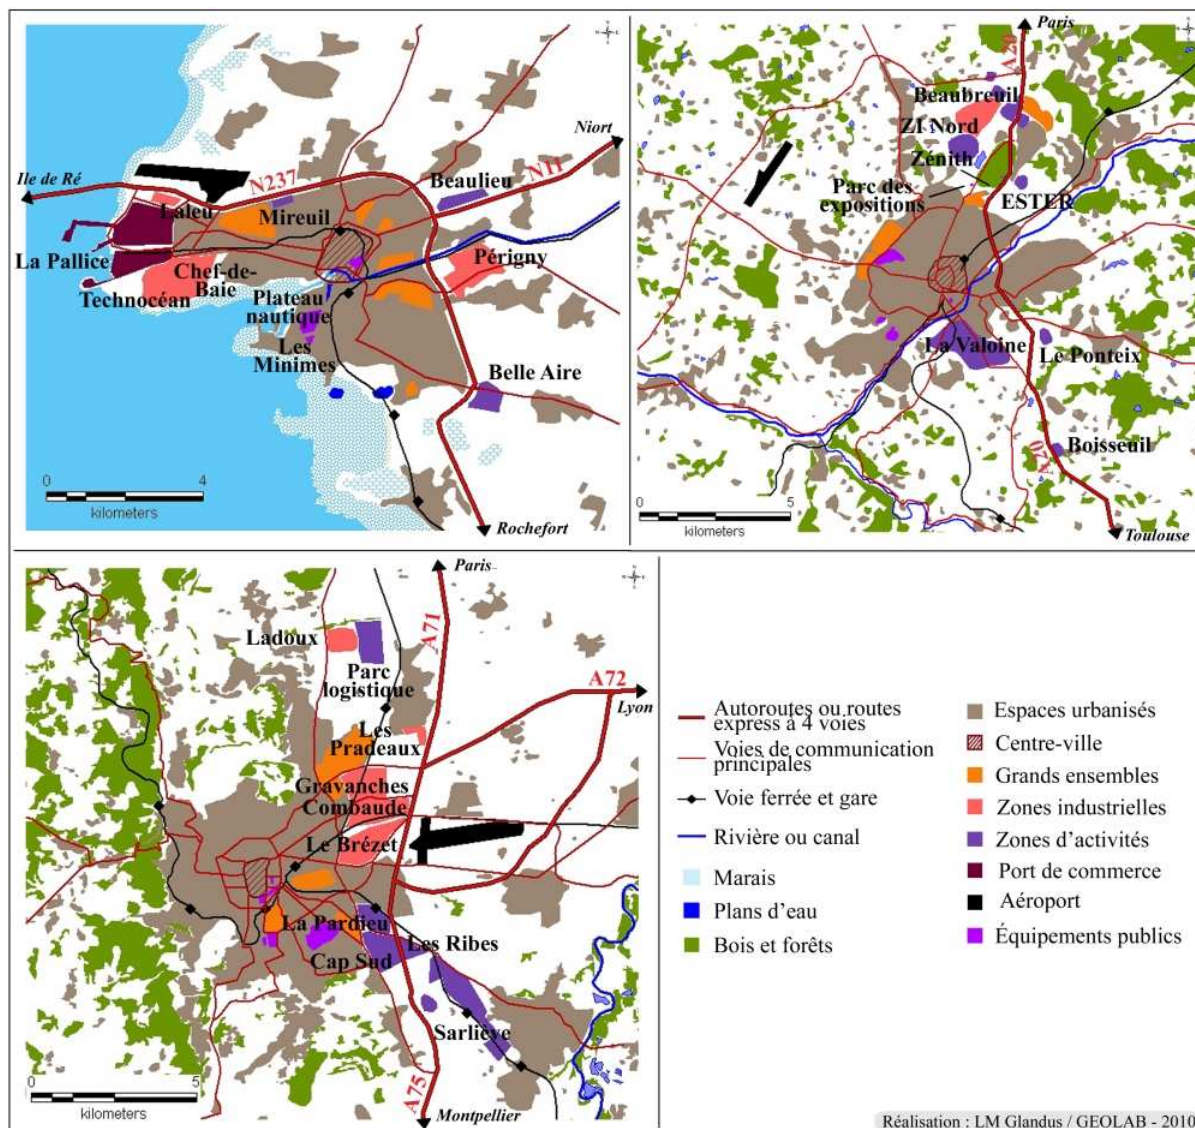 Ile de Ré
Niort
N237
N11
Beaulieu
Laleu
Mireuil
La Pallice
Chef-de-
Baie
Technocéan
Périgny
Plateau
nautique
Les
Minimes
Belle Aire
0 4
kilometers
Rochefort
Paris
A20
Beaubreuil
ZI Nord
Zénith
Parc des
expositions
ESTER
La Valoine
Le Ponteix
Boisseuil
A20
0 5
kilometers
Toulouse
Paris
A71
Ladoux
Parc
logistique
A72
Lyon
Les
Pradeaux
Gravanches
Combaude
Le Brézet
La Pardieu
Les Ribes
Cap Sud
Sarliève
A75
0 5
kilometers
Montpellier
Autoroutes ou routes
express à 4 voies
Voies de communication
principales
Voie ferrée et gare
Rivière ou canal
Marais
Plans d'eau
Bois et forêts
Espaces urbanisés
Centre-ville
Grands ensembles
Zones industrielles
Zones d'activités
Port de commerce
Aéroport
Équipements publics
Réalisation : LM Glandus / GEOLAB - 2010